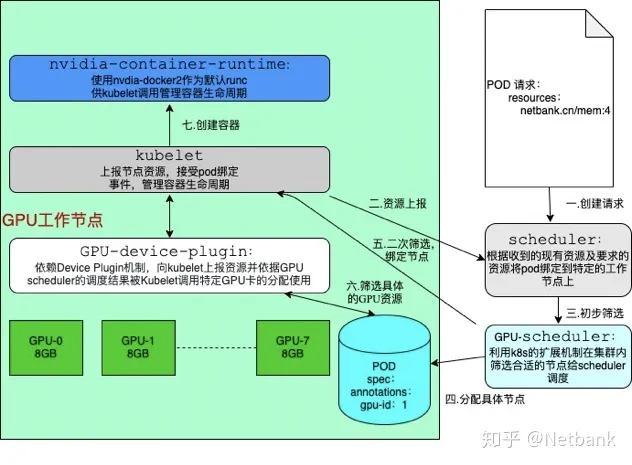 nvidia-container-runtime:
使用nvdia-docker2作为默认runc
供kubelet调用管理容器生命周期
七.创建容器
kubelet
上报节点资源，接受pod绑定
事件，管理容器生命周期
GPU工作节点
GPU-device-plugin:
依赖Device Plugin机制，向kubelet上报资源并依据GPU
scheduler的调度结果被Kubelet调用特定GPU卡的分配使用
GPU-0
8GB
GPU-1
8GB
GPU-7
8GB
六.筛选具体
的GPU资源
POD
spec:
annotations:
gpu-id: 1
二.资源上报
五.二次筛选,
绑定节点
POD 请求:
resources:
netbank.cn/mem:4
一.创建请求
scheduler:
根据收到的现有资源及要求的
资源将pod绑定到特定的工作
节点上
三.初步筛选
GPU-scheduler:
利用k8s的扩展机制在集群内
筛选合适的节点给scheduler
调度
四.分配具体节点
知乎 @Netbank